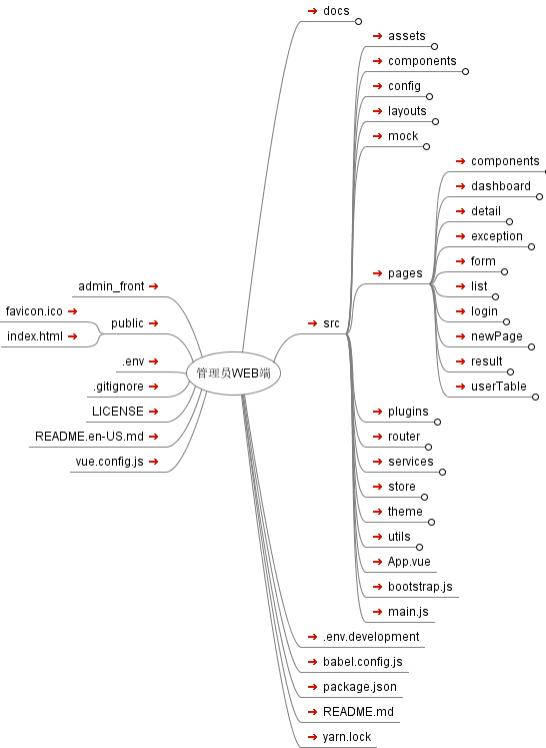 docs
assets
components
config
layouts
mock
components
dashboard
detail
exception
pages
form
list
login
newPage
result
userTable
admin_front
favicon.ico
public
index.html
src
.env
管理员WEB端
.gitignore
LICENSE
README.en-US.md
vue.config.js
plugins
router
services
store
theme
utils
App.vue
bootstrap.js
main.js
.env.development
babel.config.js
package.json
README.md
yarn.lock